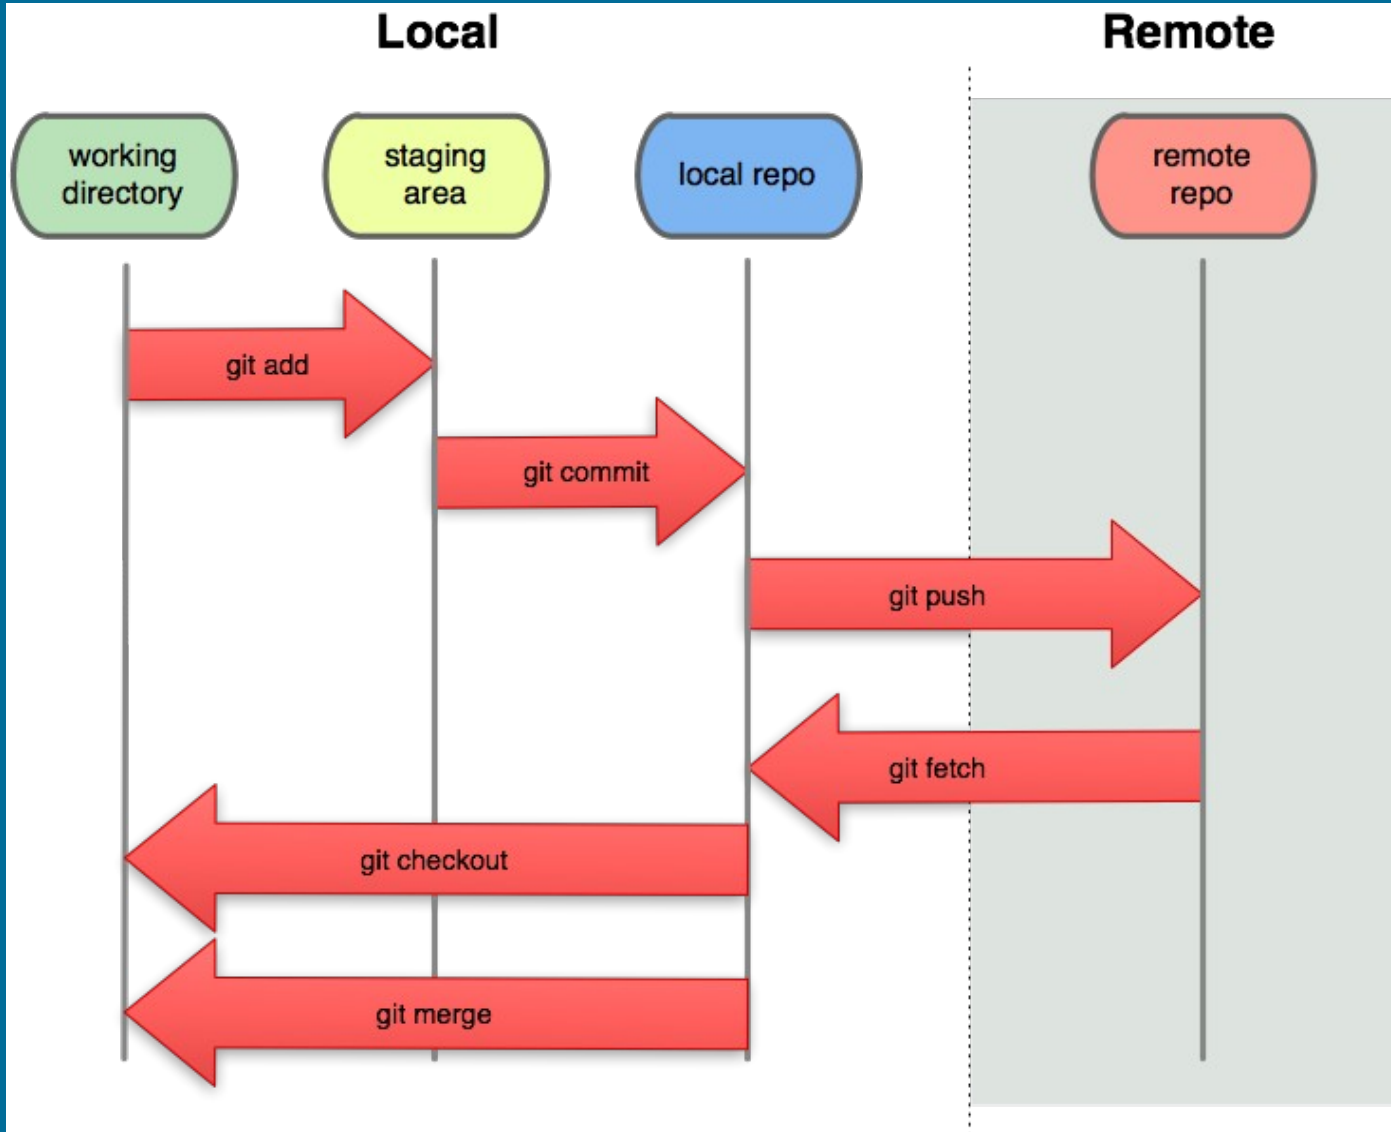 Local
Remote
working
directory
staging
area
local repo
remote
repo
git add
git commit
git push
git fetch
git checkout
git merge